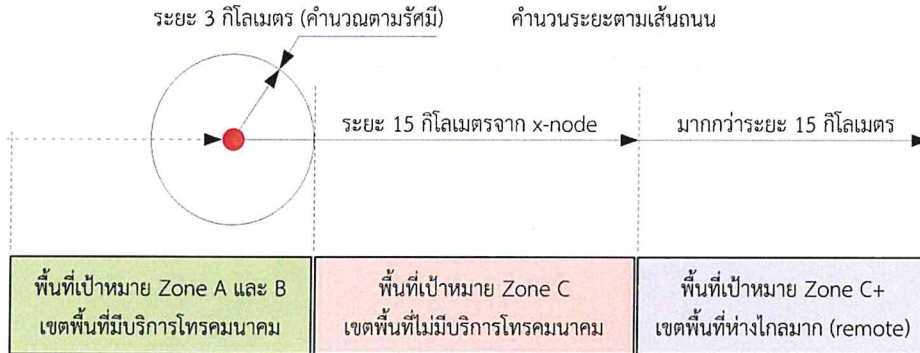 ระยะ 3 กิโลเมตร (คำนวณตามรัศมี)
คำนวนระยะตามเส้นถนน
ระยะ 15 กิโลเมตรจาก x-node
มากกว่าระยะ 15 กิโลเมตร
พื้นที่เป้าหมาย Zone A และ B
เขตพื้นที่มีบริการโทรคมนาคม
พื้นที่เป้าหมาย Zone C
เขตพื้นที่ไม่มีบริการโทรคมนาคม
พื้นที่เป้าหมาย Zone C+
เขตพื้นที่ห่างไกลมาก (remote)